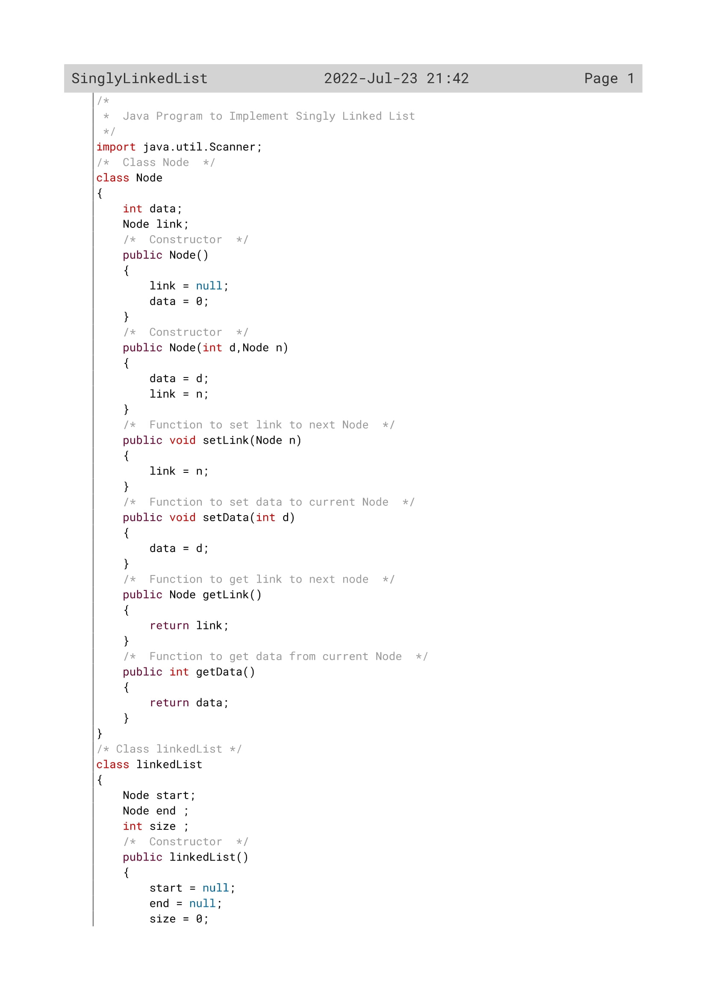 SinglyLinkedList 2022-Jul-23 21:42 Page 1
/*
 *  Java Program to Implement Singly Linked List
 */
import java.util.Scanner;
/*  Class Node  */
class Node
{
    int data;
    Node link;
    /*  Constructor  */
    public Node()
    {
        link = null;
        data = 0;
    }
    /*  Constructor  */
    public Node(int d,Node n)
    {
        data = d;
        link = n;
    }
    /*  Function to set link to next Node  */
    public void setLink(Node n)
    {
        link = n;
    }
    /*  Function to set data to current Node  */
    public void setData(int d)
    {
        data = d;
    }
    /*  Function to get link to next node  */
    public Node getLink()
    {
        return link;
    }
    /*  Function to get data from current Node  */
    public int getData()
    {
        return data;
    }
}
/* Class linkedList */
class linkedList
{
    Node start;
    Node end ;
    int size ;
    /*  Constructor  */
    public linkedList()
    {
        start = null;
        end = null;
        size = 0;